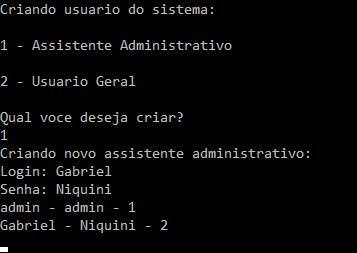 Criando usuario do sistema:
1 - Assistente Administrativo
2 - Usuario Geral
Qual voce deseja criar?
1
Criando novo assistente administrativo:
Login: Gabriel
Senha: Niquini
admin - admin - 1
Gabriel - Niquini - 2